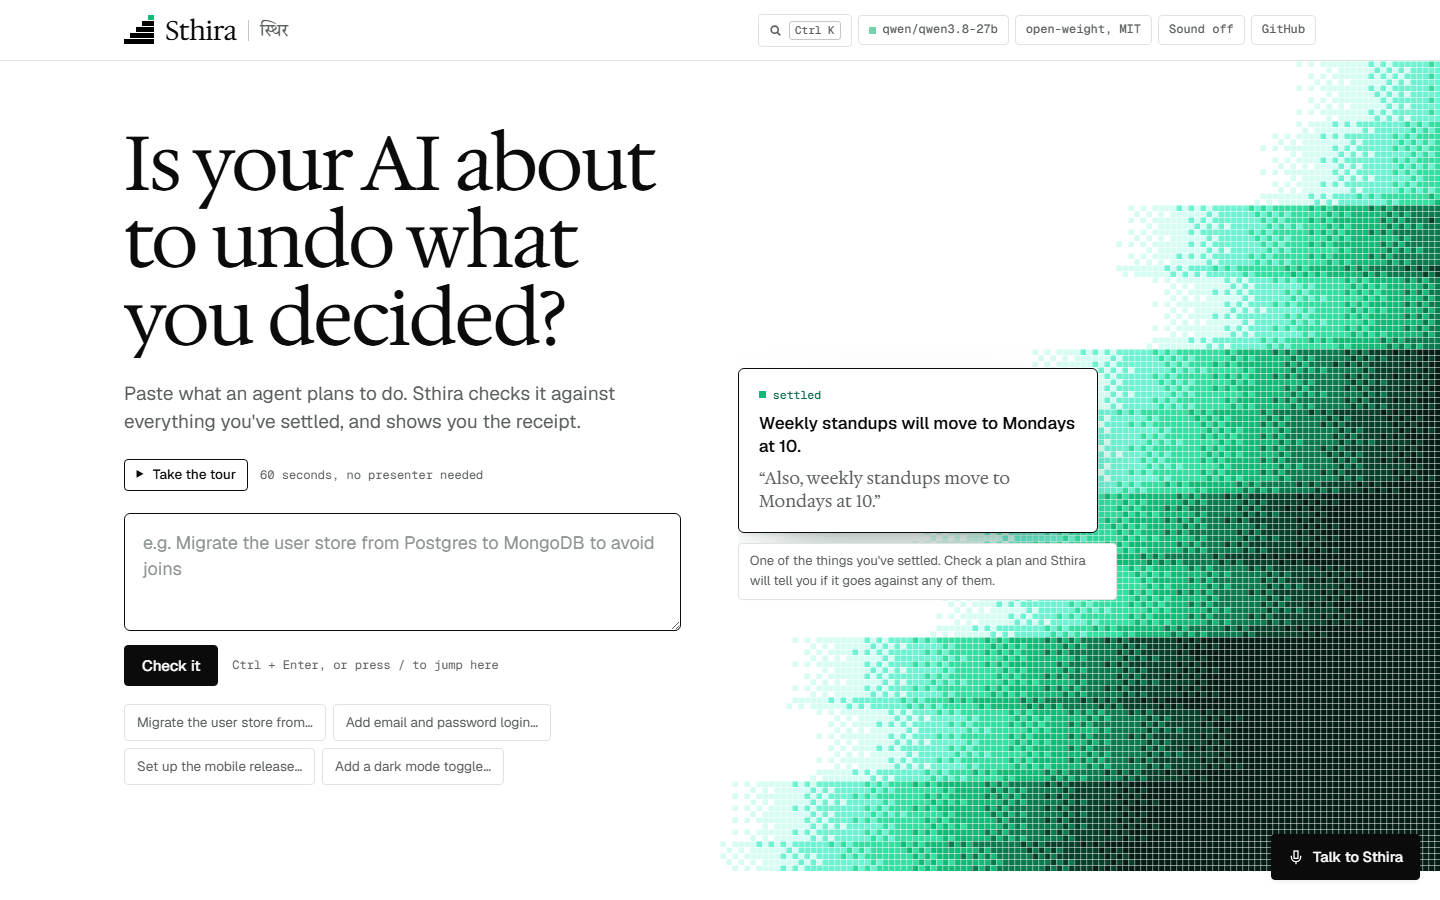 Sthira
स्थिर
Ctrl K
qwen/qwen3.8-27b
open-weight, MIT
Sound off
GitHub
Is your AI about
to undo what
you decided?
Paste what an agent plans to do. Sthira checks it against
everything you've settled, and shows you the receipt.
Take the tour
60 seconds, no presenter needed
e.g. Migrate the user store from Postgres to MongoDB to avoid
joins
Check it
Ctrl + Enter, or press / to jump here
Migrate the user store from…
Add email and password login…
Set up the mobile release…
Add a dark mode toggle…
settled
Weekly standups will move to Mondays
at 10.
“Also, weekly standups move to
Mondays at 10.”
One of the things you've settled. Check a plan and Sthira
will tell you if it goes against any of them.
Talk to Sthira